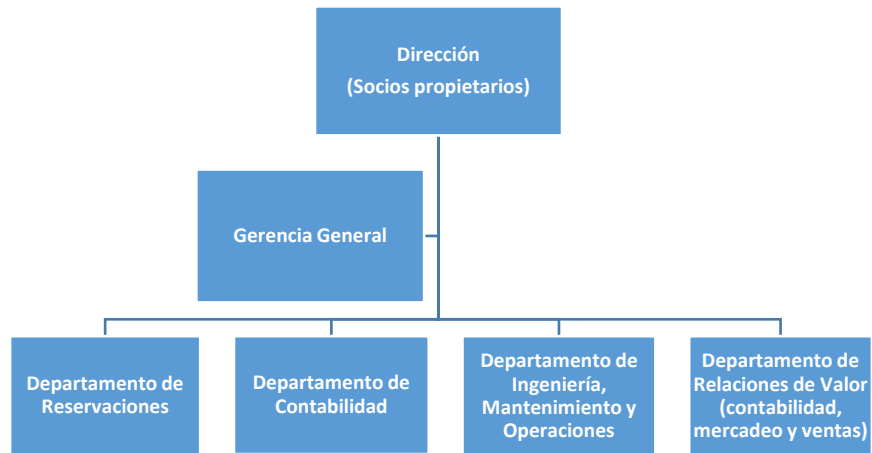 Dirección
(Socios propietarios)
Gerencia General
Departamento de
Reservaciones
Departamento de
Contabilidad
Departamento de
Ingeniería,
Mantenimiento y
Operaciones
Departamento de
Relaciones de Valor
(contabilidad,
mercadeo y ventas)